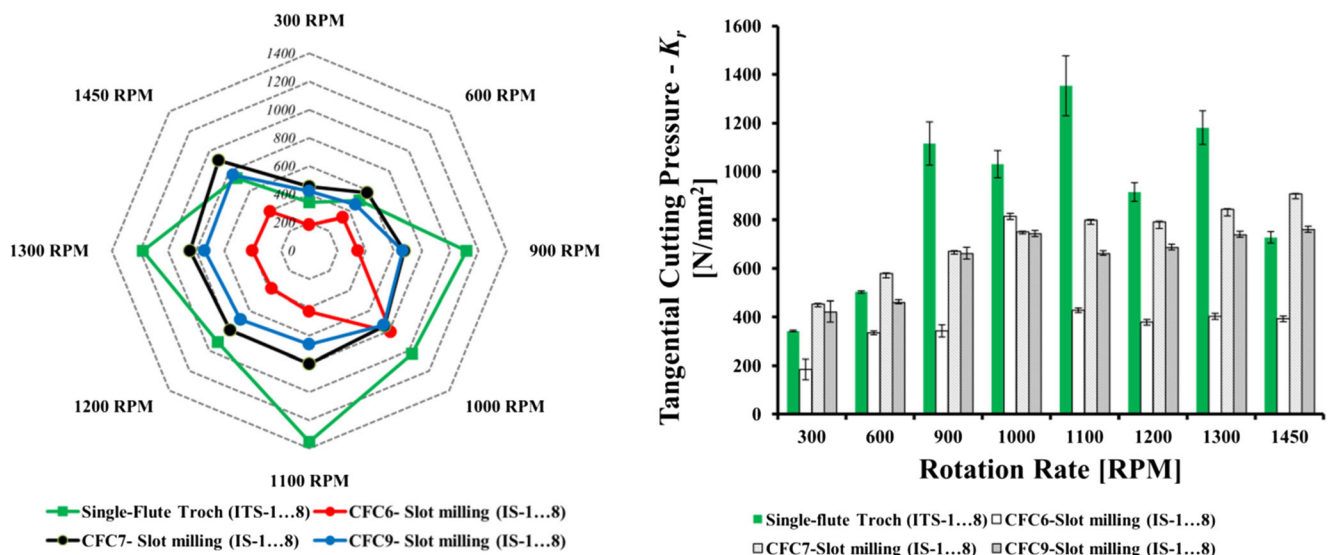 300 RPM
1400
1200
1000
800
600
400
200
0
600 RPM
900 RPM
1000 RPM
1100 RPM
1200 RPM
1300 RPM
1450 RPM
Single-Flute Troch (ITS-1…8)
CFC6- Slot milling (IS-1…8)
CFC7- Slot milling (IS-1…8)
CFC9- Slot milling (IS-1…8)
Tangential Cutting Pressure - Kr
[N/mm²]
1600
1400
1200
1000
800
600
400
200
0
300 600 900 1000 1100 1200 1300 1450
Rotation Rate [RPM]
Single-flute Troch (ITS-1…8)
CFC6-Slot milling (IS-1…8)
CFC7-Slot milling (IS-1…8)
CFC9-Slot milling (IS-1…8)